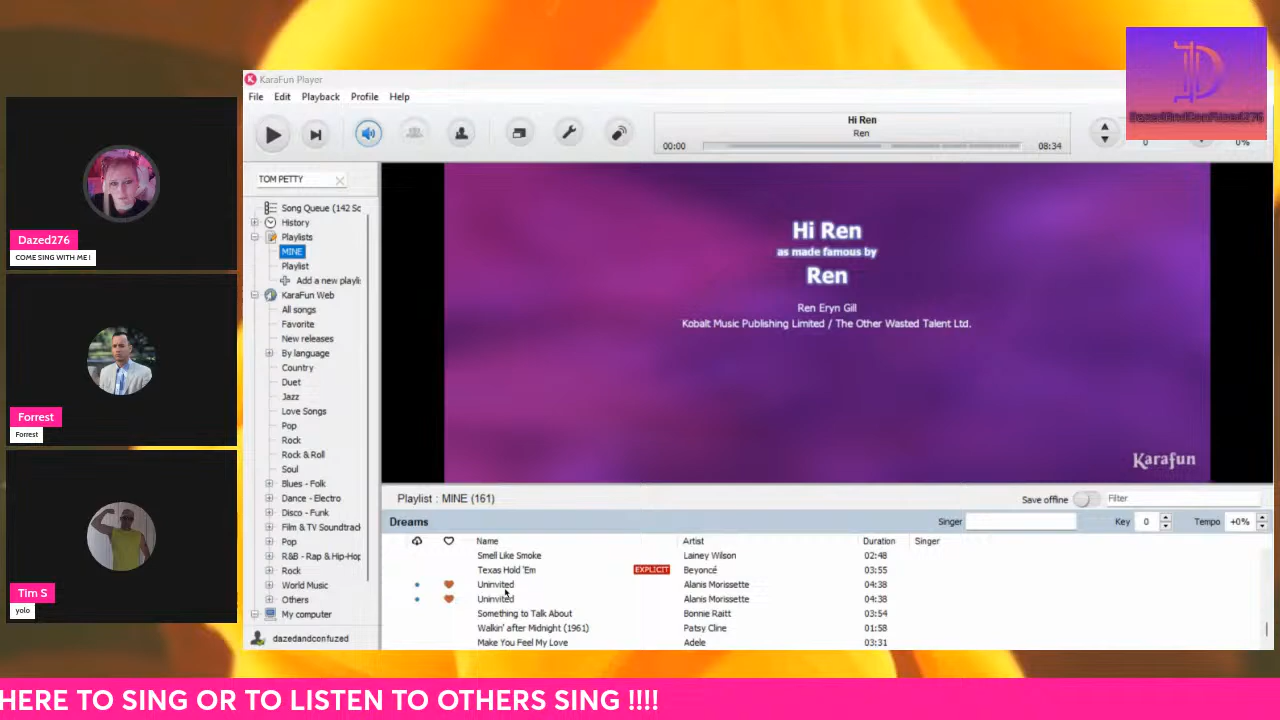 KaraFun Player
File Edit Playback Profile Help
Hi Ren
Ren
00:00 08:34
0 0%
DazedandConfuzed276
TOM PETTY
Song Queue (142 Sc
History
Playlists
MINE
Playlist
Add a new playli
KaraFun Web
All songs
Favorite
New releases
By language
Country
Duet
Jazz
Love Songs
Pop
Rock
Rock & Roll
Soul
Blues - Folk
Dance - Electro
Disco - Funk
Film & TV Soundtrad
Pop
R&B - Rap & Hip-Hop
Rock
World Music
Others
My computer
dazedandconfuzed
Hi Ren
as made famous by
Ren
Ren Eryn Gill
Kobalt Music Publishing Limited / The Other Wasted Talent Ltd.
Karafun
Playlist : MINE (161) Save offline Filter
Dreams Singer Key 0 Tempo +0%
Name Artist Duration Singer
Smell Like Smoke Lainey Wilson 02:48
Texas Hold 'Em EXPLICIT Beyoncé 03:55
Uninvited Alanis Morissette 04:38
Uninvited Alanis Morissette 04:38
Something to Talk About Bonnie Raitt 03:54
Walkin' after Midnight (1961) Patsy Cline 01:58
Make You Feel My Love Adele 03:31
Dazed276
COME SING WITH ME !
Forrest
Forrest
Tim S
yolo
HERE TO SING OR TO LISTEN TO OTHERS SING !!!!